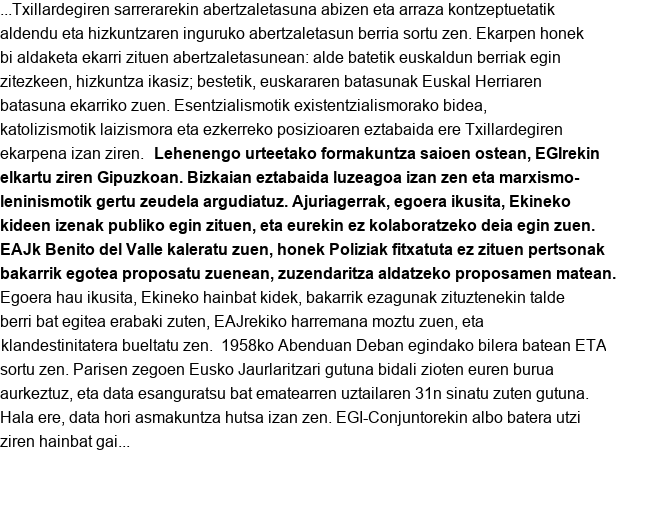 ...Txillardegiren sarrerarekin abertzaletasuna abizen eta arraza kontzeptuetatik
aldendu eta hizkuntzaren inguruko abertzaletasun berria sortu zen. Ekarpen honek
bi aldaketa ekarri zituen abertzaletasunean: alde batetik euskaldun berriak egin
zitezkeen, hizkuntza ikasiz; bestetik, euskararen batasunak Euskal Herriaren
batasuna ekarriko zuen. Esentzialismotik existentzialismorako bidea,
katolizismotik laizismora eta ezkerreko posizioaren eztabaida ere Txillardegiren
ekarpena izan ziren. Lehenengo urteetako formakuntza saioen ostean, EGIrekin
elkartu ziren Gipuzkoan. Bizkaian eztabaida luzeagoa izan zen eta marxismo-
leninismotik gertu zeudela argudiatuz. Ajuriagerrak, egoera ikusita, Ekineko
kideen izenak publiko egin zituen, eta eurekin ez kolaboratzeko deia egin zuen.
EAJk Benito del Valle kaleratu zuen, honek Poliziak fitxatuta ez zituen pertsonak
bakarrik egotea proposatu zuenean, zuzendaritza aldatzeko proposamen matean.
Egoera hau ikusita, Ekineko hainbat kidek, bakarrik ezagunak zituztenekin talde
berri bat egitea erabaki zuten, EAJrekiko harremana moztu zuen, eta
klandestinitatera bueltatu zen. 1958ko Abenduan Deban egindako bilera batean ETA
sortu zen. Parisen zegoen Eusko Jaurlaritzari gutuna bidali zioten euren burua
aurkeztuz, eta data esanguratsu bat ematearren uztailaren 31n sinatu zuten gutuna.
Hala ere, data hori asmakuntza hutsa izan zen. EGI-Conjuntorekin albo batera utzi
ziren hainbat gai...